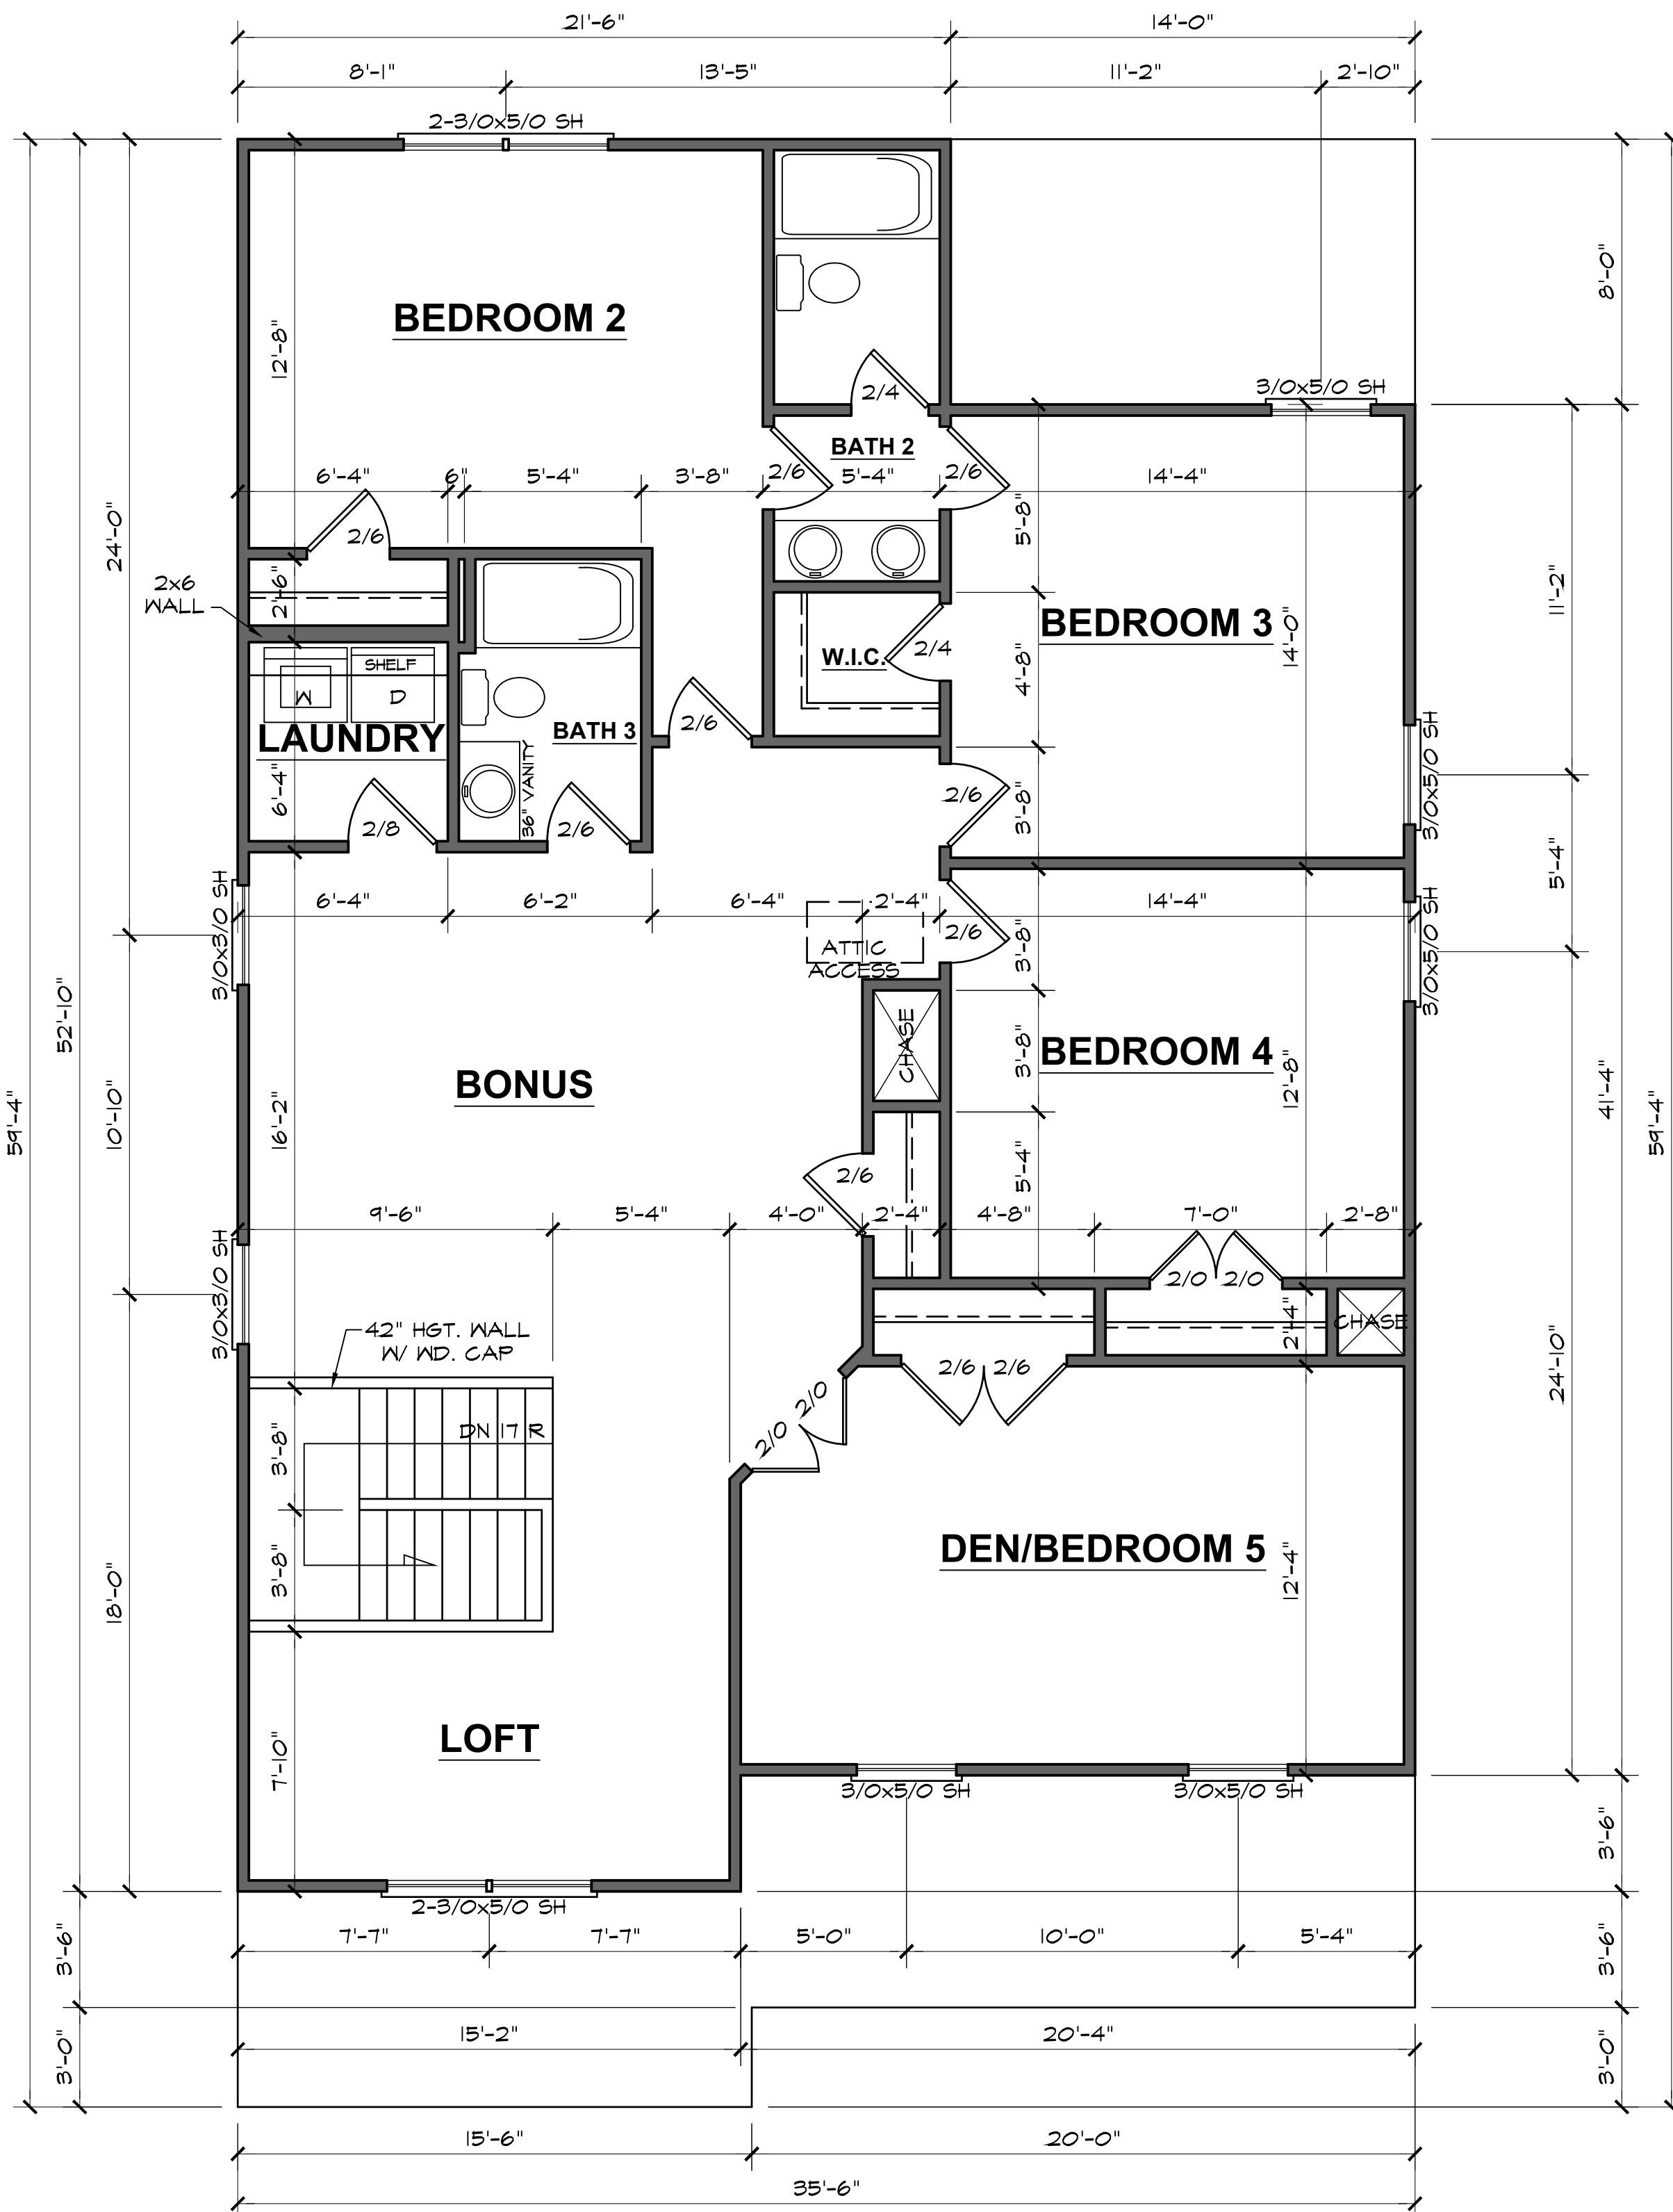 21'-6"
14'-0"
8'-1"
13'-5"
11'-2"
2'-10"
2-3/0x5/0 SH
8'-0"
BEDROOM 2
12'-8"
2/4
3/0x5/0 SH
BATH 2
6'-4"
6"
5'-4"
3'-8"
2/6
5'-4"
2/6
14'-4"
24'-0"
2/6
5'-8"
2x6
WALL
2'-6"
11'-2"
BEDROOM 3
14'-0"
SHELF
W
D
W.I.C.
2/4
4'-8"
LAUNDRY
BATH 3
2/6
6'-4"
36" VANITY
2/8
2/6
2/6
3'-8"
3/0x5/0 SH
5'-4"
3/0x3/0 SH
6'-4"
6'-2"
6'-4"
2'-4"
14'-4"
ATTIC
ACCESS
2/6
3'-8"
3/0x5/0 SH
52'-10"
59'-4"
10'-10"
BONUS
16'-2"
CHASE
3'-8"
BEDROOM 4
12'-8"
41'-4"
59'-4"
2/6
5'-4"
9'-6"
5'-4"
4'-0"
2'-4"
4'-8"
7'-0"
2'-8"
3/0x3/0 SH
2/0
2/0
42" HGT. WALL
W/ WD. CAP
2'-4"
CHASE
24'-10"
2/6
2/6
2/0
2/0
DN 17 R
3'-8"
3'-8"
DEN/BEDROOM 5
12'-4"
18'-0"
LOFT
7'-10"
3/0x5/0 SH
3/0x5/0 SH
3'-6"
2-3/0x5/0 SH
7'-7"
7'-7"
5'-0"
10'-0"
5'-4"
3'-6"
3'-6"
15'-2"
20'-4"
3'-0"
3'-0"
15'-6"
20'-0"
35'-6"